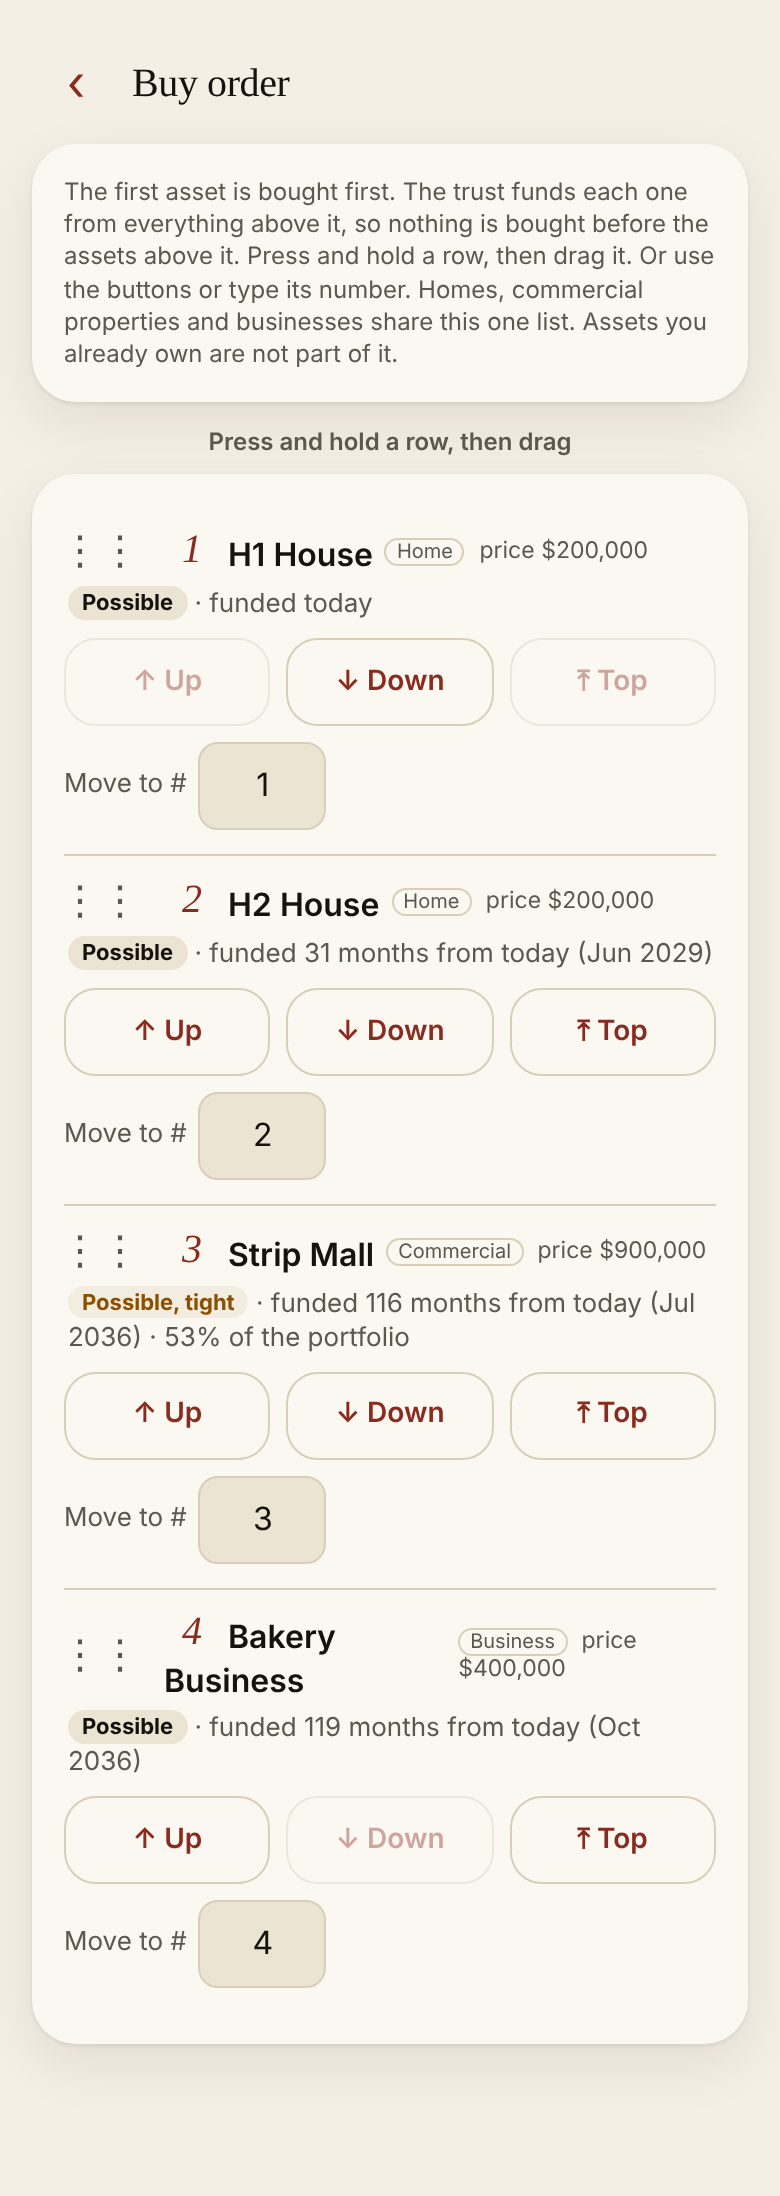 ‹ Buy order
The first asset is bought first. The trust funds each one
from everything above it, so nothing is bought before the
assets above it. Press and hold a row, then drag it. Or use
the buttons or type its number. Homes, commercial
properties and businesses share this one list. Assets you
already own are not part of it.
Press and hold a row, then drag
⋮⋮ 1 H1 House Home price $200,000
Possible · funded today
↑ Up ↓ Down ⤒ Top
Move to # 1
⋮⋮ 2 H2 House Home price $200,000
Possible · funded 31 months from today (Jun 2029)
↑ Up ↓ Down ⤒ Top
Move to # 2
⋮⋮ 3 Strip Mall Commercial price $900,000
Possible, tight · funded 116 months from today (Jul
2036) · 53% of the portfolio
↑ Up ↓ Down ⤒ Top
Move to # 3
⋮⋮ 4 Bakery Business price
Business $400,000
Possible · funded 119 months from today (Oct
2036)
↑ Up ↓ Down ⤒ Top
Move to # 4